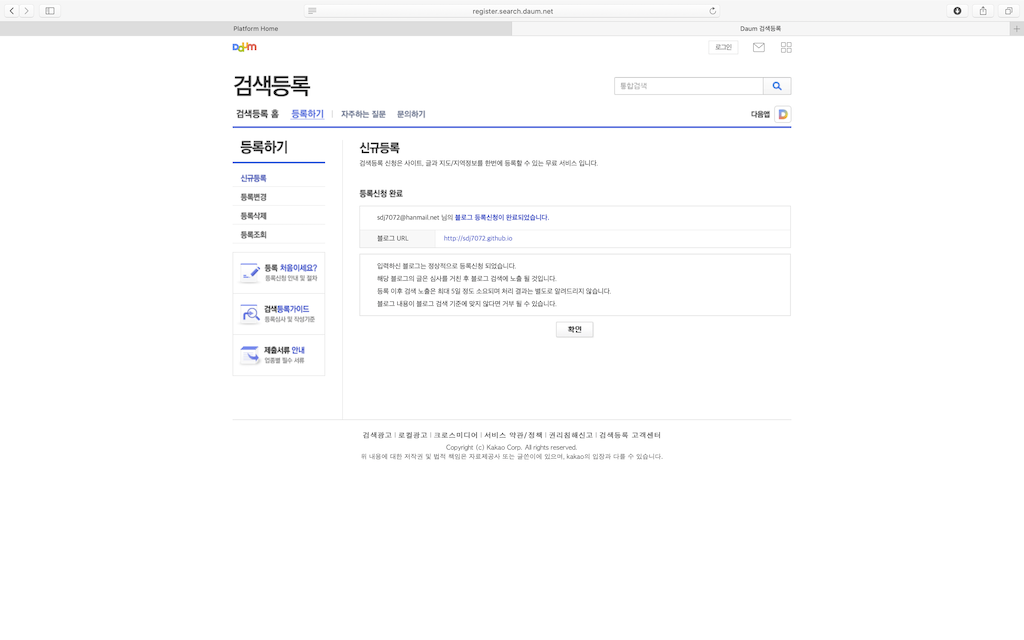 register.search.daum.net
Platform Home
Daum 검색등록
Daum
로그인
검색등록
통합검색
검색등록 홈
등록하기
자주하는 질문
문의하기
다음앱
등록하기
신규등록
등록변경
등록삭제
등록조회
등록 처음이세요?
등록신청 안내 및 절차
검색등록가이드
등록심사 및 작성기준
제출서류 안내
업종별 필수 서류
신규등록
검색등록 신청은 사이트, 글과 지도/지역정보를 한번에 등록할 수 있는 무료 서비스 입니다.
등록신청 완료
sdj7072@hanmail.net 님의 블로그 등록신청이 완료되었습니다.
블로그 URL
http://sdj7072.github.io
입력하신 블로그는 정상적으로 등록신청 되었습니다.
해당 블로그의 글은 심사를 거친 후 블로그 검색에 노출 될 것입니다.
등록 이후 검색 노출은 최대 5일 정도 소요되며 처리 결과는 별도로 알려드리지 않습니다.
블로그 내용이 블로그 검색 기준에 맞지 않다면 거부 될 수 있습니다.
확인
검색광고 | 로컬광고 | 크로스미디어 | 서비스 약관/정책 | 권리침해신고 | 검색등록 고객센터
Copyright (c) Kakao Corp. All rights reserved.
위 내용에 대한 저작권 및 법적 책임은 자료제공사 또는 글쓴이에 있으며, kakao의 입장과 다를 수 있습니다.